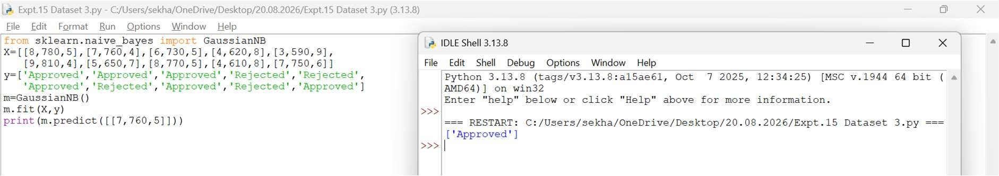 Expt.15 Dataset 3.py - C:/Users/sekha/OneDrive/Desktop/20.08.2026/Expt.15 Dataset 3.py (3.13.8)
File Edit Format Run Options Window Help
from sklearn.naive_bayes import GaussianNB
X=[[8,780,5],[7,760,4],[6,730,5],[4,620,8],[3,590,9],
[9,810,4],[5,650,7],[8,770,5],[4,610,8],[7,750,6]]
y=['Approved','Approved','Approved','Rejected','Rejected',
'Approved','Rejected','Approved','Rejected','Approved']
m=GaussianNB()
m.fit(X,y)
print(m.predict([[7,760,5]]))
IDLE Shell 3.13.8
File Edit Shell Debug Options Window Help
Python 3.13.8 (tags/v3.13.8:a15ae61, Oct  7 2025, 12:34:25) [MSC v.1944 64 bit (
AMD64)] on win32
Enter "help" below or click "Help" above for more information.
>>>
=== RESTART: C:/Users/sekha/OneDrive/Desktop/20.08.2026/Expt.15 Dataset 3.py ===
['Approved']
>>>